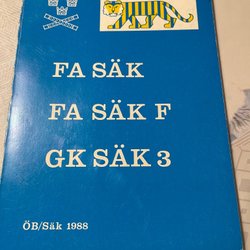 FA SÄK
FA SÄK F
GK SÄK 3
ÖB/Säk 1988